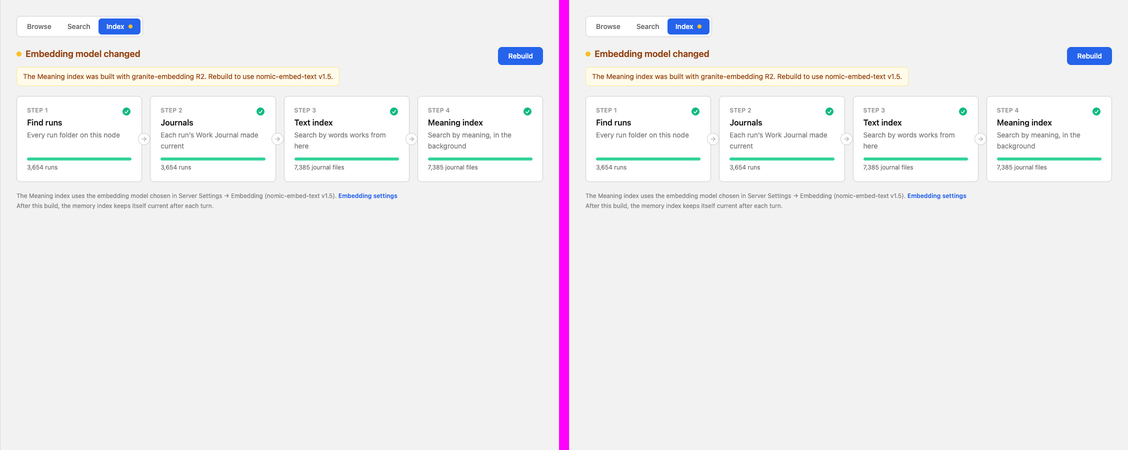 Browse Search Index
Embedding model changed
Rebuild
The Meaning index was built with granite-embedding R2. Rebuild to use nomic-embed-text v1.5.
STEP 1
Find runs
Every run folder on this node
3,654 runs
STEP 2
Journals
Each run's Work Journal made
current
3,654 runs
STEP 3
Text index
Search by words works from
here
7,385 journal files
STEP 4
Meaning index
Search by meaning, in the
background
7,385 journal files
The Meaning index uses the embedding model chosen in Server Settings → Embedding (nomic-embed-text v1.5). Embedding settings
After this build, the memory index keeps itself current after each turn.
Browse Search Index
Embedding model changed
Rebuild
The Meaning index was built with granite-embedding R2. Rebuild to use nomic-embed-text v1.5.
STEP 1
Find runs
Every run folder on this node
3,654 runs
STEP 2
Journals
Each run's Work Journal made
current
3,654 runs
STEP 3
Text index
Search by words works from
here
7,385 journal files
STEP 4
Meaning index
Search by meaning, in the
background
7,385 journal files
The Meaning index uses the embedding model chosen in Server Settings → Embedding (nomic-embed-text v1.5). Embedding settings
After this build, the memory index keeps itself current after each turn.